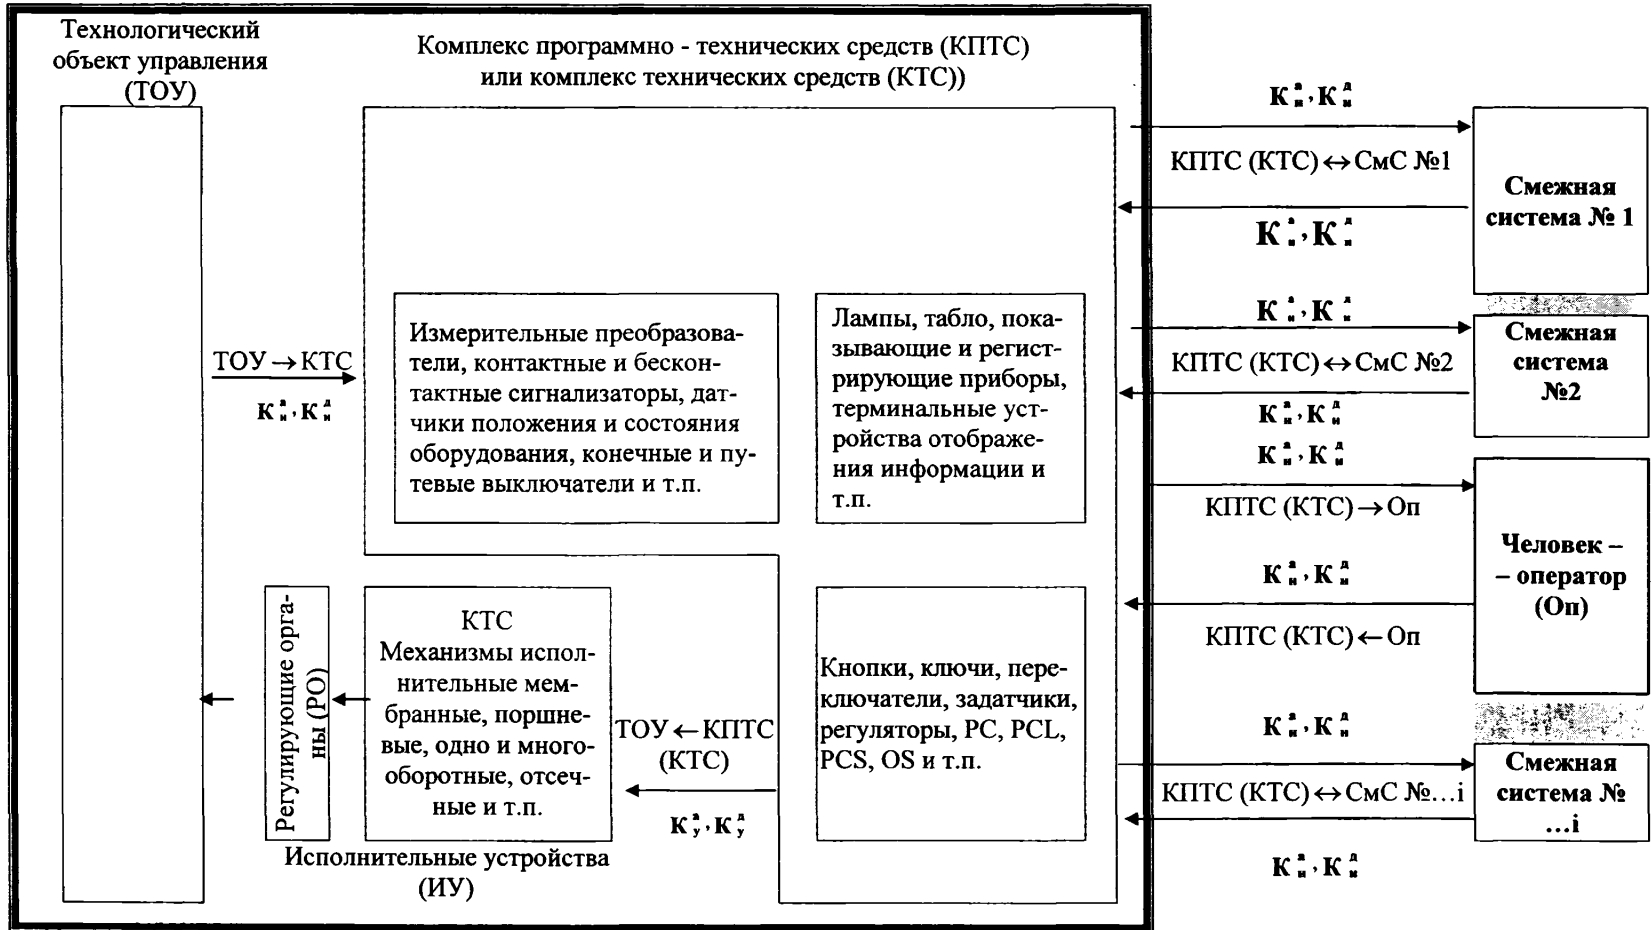 Технологический
объект управления
(ТОУ)
Комплекс программно - технических средств (КПТС)
или комплекс технических средств (КТС))
ТОУ → КТС
К а и , К д и
Измерительные преобразова-
тели, контактные и бескон-
тактные сигнализаторы, дат-
чики положения и состояния
оборудования, конечные и пу-
тевые выключатели и т.п.
Лампы, табло, пока-
зывающие и регист-
рирующие приборы,
терминальные уст-
ройства отображе-
ния информации и
т.п.
Регулирующие орга-
ны (РО)
КТС
Механизмы испол-
нительные мем-
бранные, поршне-
вые, одно и много-
оборотные, отсеч-
ные и т.п.
Исполнительные устройства
(ИУ)
ТОУ ← КПТС
(КТС)
К а у , К д у
Кнопки, ключи, пере-
ключатели, задатчики,
регуляторы, PC, PCL,
PCS, OS и т.п.
К а и , К д и
КПТС (КТС) ↔ СмС №1
К а и , К д и
Смежная
система № 1
К а и , К д и
КПТС (КТС) ↔ СмС №2
К а и , К д и
Смежная
система
№2
К а и , К д и
КПТС (КТС) → Оп
К а и , К д и
КПТС (КТС) ← Оп
Человек –
– оператор
(Оп)
К а и , К д и
КПТС (КТС) ↔ СмС №…i
К а и , К д и
Смежная
система №
…i